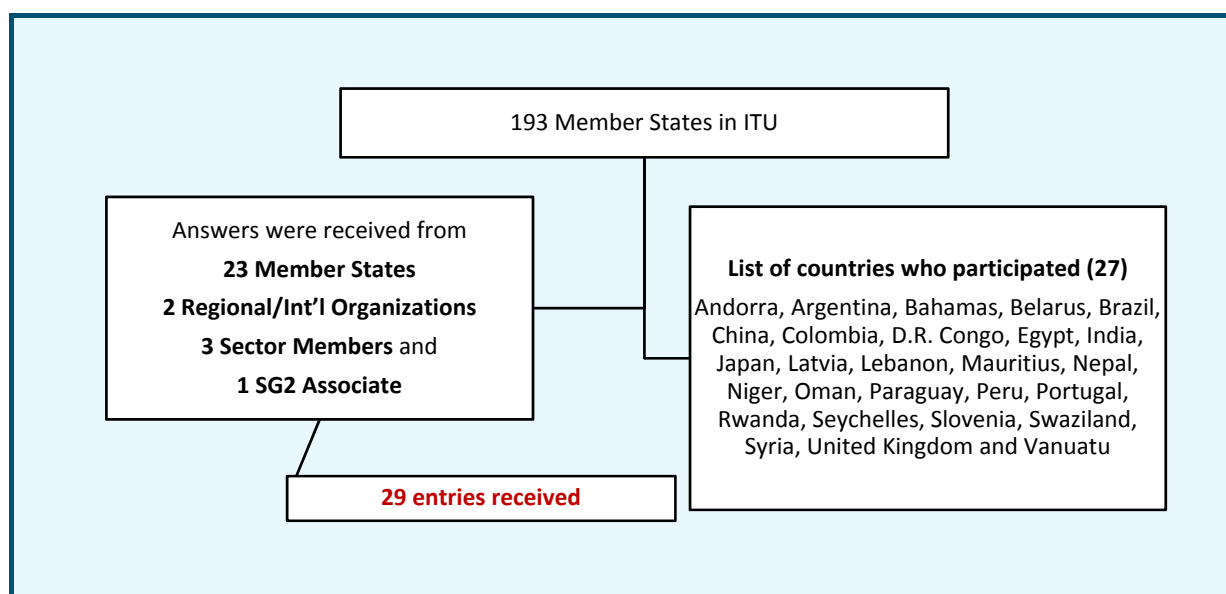 193 Member States in ITU
Answers were received from
23 Member States
2 Regional/Int’l Organizations
3 Sector Members and
1 SG2 Associate
29 entries received
List of countries who participated (27)
Andorra, Argentina, Bahamas, Belarus, Brazil,
China, Colombia, D.R. Congo, Egypt, India,
Japan, Latvia, Lebanon, Mauritius, Nepal,
Niger, Oman, Paraguay, Peru, Portugal,
Rwanda, Seychelles, Slovenia, Swaziland,
Syria, United Kingdom and Vanuatu